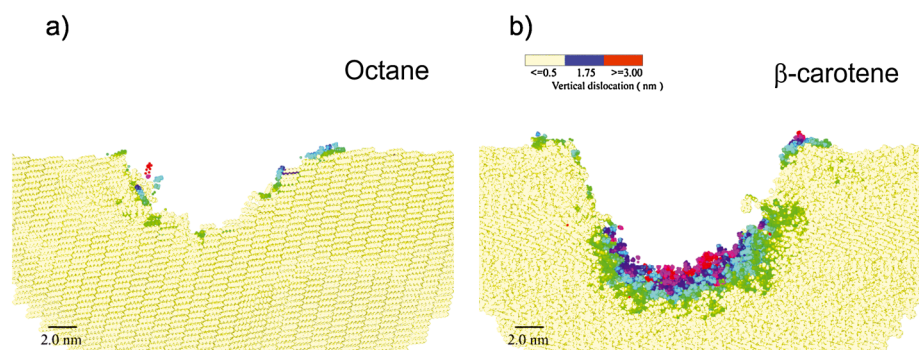 a)
Octane
2.0 nm
b)
β-carotene
<=0.5 1.75 >=3.00
Vertical dislocation ( nm )
2.0 nm